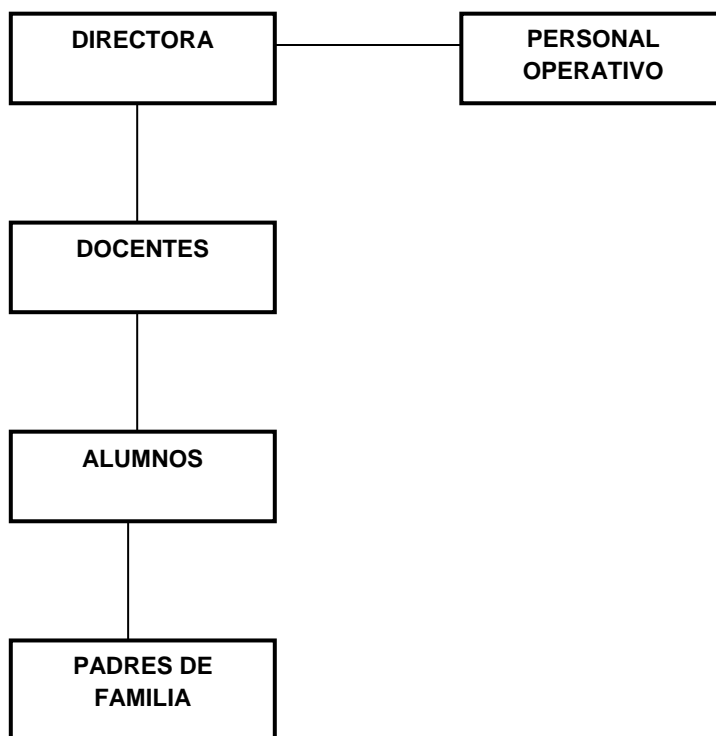 DIRECTORA
PERSONAL
OPERATIVO
DOCENTES
ALUMNOS
PADRES DE
FAMILIA